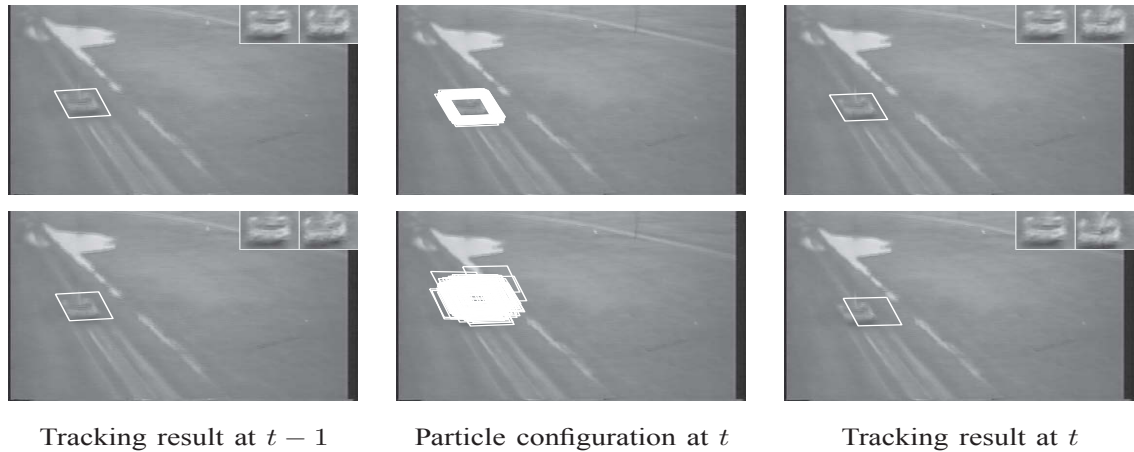 Tracking result at t − 1
Particle configuration at t
Tracking result at t